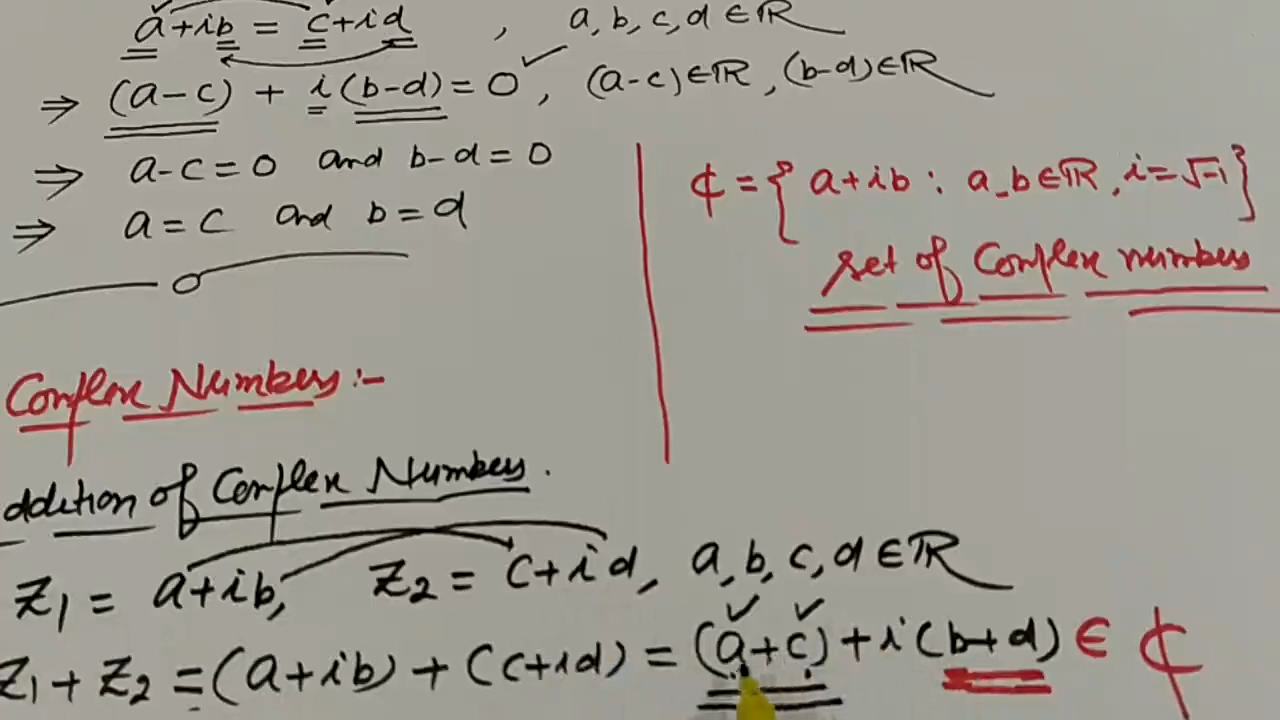 a+ib = c+id , a, b, c, d ∈ ℝ
⇒ (a-c) + i(b-d) = 0, (a-c) ∈ ℝ, (b-d) ∈ ℝ
⇒ a-c = 0 and b-d = 0
⇒ a = c and b = d
₵ = { a+ib : a, b ∈ ℝ, i = √-1 }
set of Complex numbers
Complex Numbers :-
ddition of Complex Numbers.
Z₁ = a+ib, Z₂ = c+id, a, b, c, d ∈ ℝ
Z₁ + Z₂ = (a+ib) + (c+id) = (a+c) + i(b+d) ∈ ₵